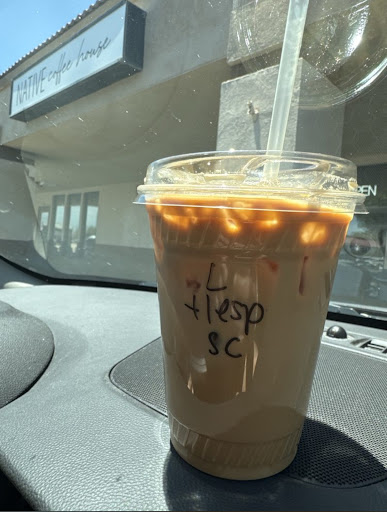 NATIVE coffee house
L
+1esp
SC